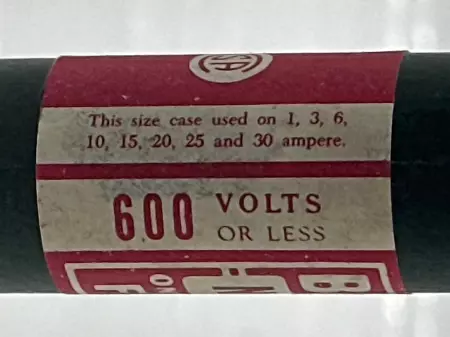 This size case used on 1, 3, 6,
10, 15, 20, 25 and 30 ampere.
600 VOLTS
OR LESS